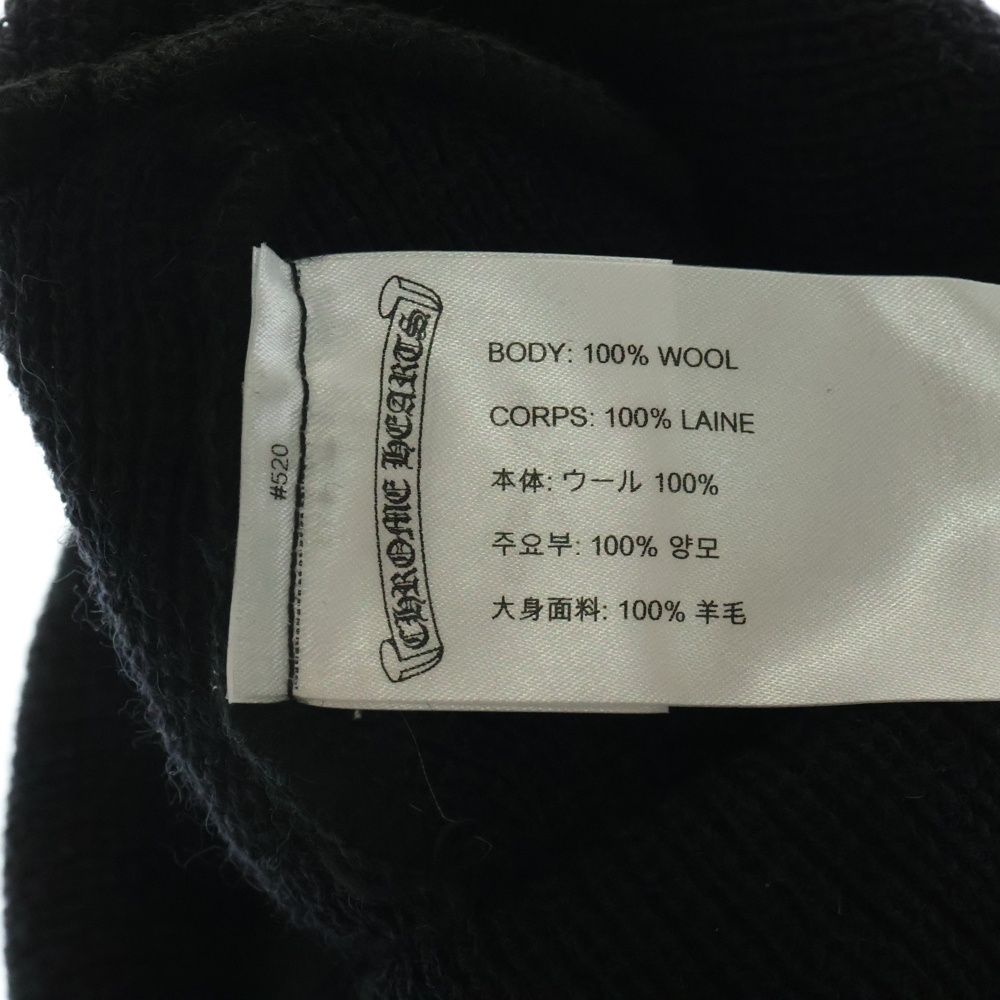 #520
CHROME HEARTS
BODY: 100% WOOL
CORPS: 100% LAINE
本体: ウール 100%
주요부: 100% 양모
大身面料: 100% 羊毛